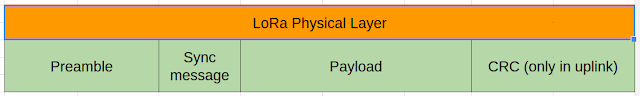 LoRa Physical Layer
Preamble
Sync
message
Payload
CRC (only in uplink)